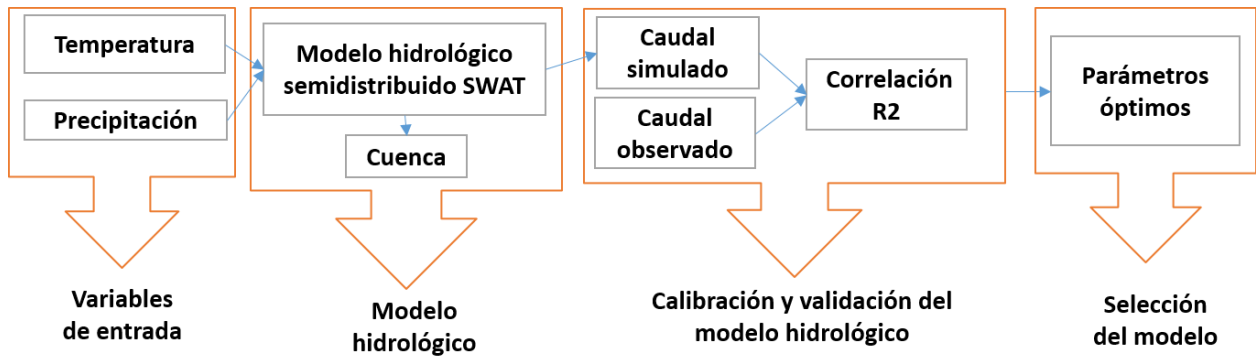 Temperatura
Precipitación
Modelo hidrológico
semidistribuido SWAT
Cuenca
Caudal
simulado
Caudal
observado
Correlación
R2
Parámetros
óptimos
Variables
de entrada
Modelo
hidrológico
Calibración y validación del
modelo hidrológico
Selección
del modelo